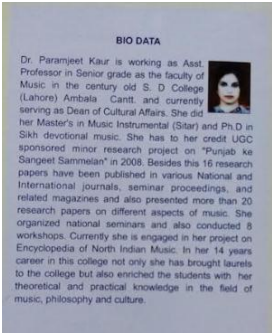 BIO DATA
Dr. Paramjeet Kaur is working as Asst.
Professor in Senior grade as the faculty of
Music in the century old S. D College
(Lahore) Ambala Cantt. and currently
serving as Dean of Cultural Affairs. She did
her Master's in Music Instrumental (Sitar) and Ph.D in
Sikh devotional music. She has to her credit UGC
sponsored minor research project on "Punjab ke
Sangeet Sammelan" in 2008. Besides this 16 research
papers have been published in various National and
International journals, seminar proceedings, and
related magazines and also presented more than 20
research papers on different aspects of music. She
organized national seminars and also conducted 8
workshops. Currently she is engaged in her project on
Encyclopedia of North Indian Music. In her 14 years
career in this college not only she has brought laurels
to the college but also enriched the students with her
theoretical and practical knowledge in the field of
music, philosophy and culture.